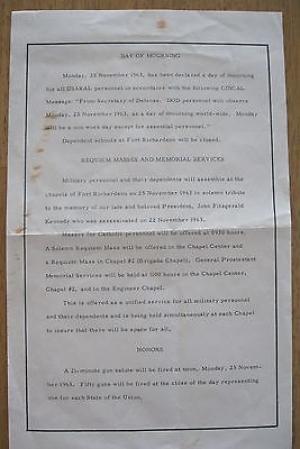 DAY OF MOURNING
Monday, 25 November 1963, has been declared a day of mourning
for all USARAL personnel in accordance with the following CINCAL
Message: "From Secretary of Defense. DOD personnel will observe
Monday, 25 November 1963, as a day of mourning world-wide. Monday
will be a non work day except for essential personnel."
Dependent schools at Fort Richardson will be closed.
REQUIEM MASSES AND MEMORIAL SERVICES
Military personnel and their dependents will assemble at the
chapels of Fort Richardson on 25 November 1963 in solemn tribute
to the memory of our late and beloved President, John Fitzgerald
Kennedy who was assassinated on 22 November 1963.
Masses for Catholic personnel will be offered at 0930 hours.
A Solemn Requiem Mass will be offered in the Chapel Center and
a Requiem Mass in Chapel #2 (Brigade Chapel). General Protestant
Memorial Services will be held at hours in the Chapel Center,
Chapel #2, and in the Engineer Chapel.
This is offered as a unified service for all military personnel
and their dependents and is being held simultaneously at each Chapel
to insure that there will be space for all.
HONORS
A 21-minute gun salute will be fired at noon, Monday, 25 Novem-
ber 1963. Fifty guns will be fired at the close of the day representing
one for each State of the Union.